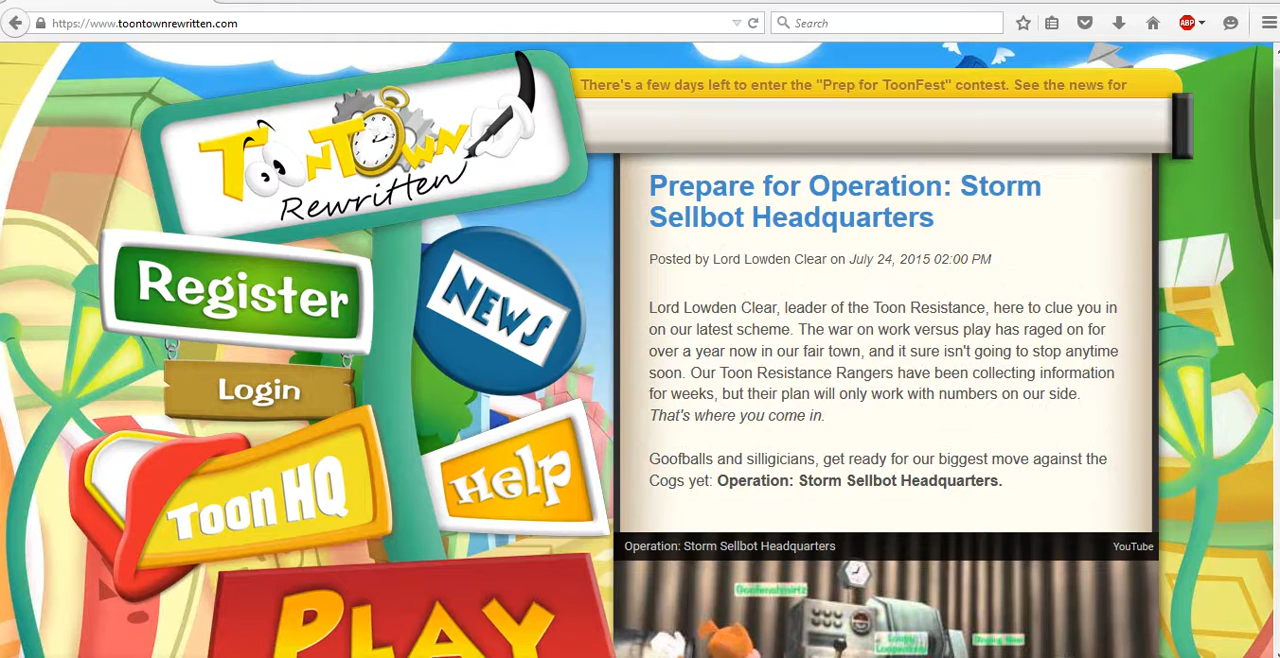 https://www.toontownrewritten.com
Search
ABP
There's a few days left to enter the "Prep for ToonFest" contest. See the news for
ToonTown
Rewritten
Register
NEWS
Login
Toon HQ
Help
PLAY
Prepare for Operation: Storm
Sellbot Headquarters
Posted by Lord Lowden Clear on July 24, 2015 02:00 PM
Lord Lowden Clear, leader of the Toon Resistance, here to clue you in
on our latest scheme. The war on work versus play has raged on for
over a year now in our fair town, and it sure isn't going to stop anytime
soon. Our Toon Resistance Rangers have been collecting information
for weeks, but their plan will only work with numbers on our side.
That's where you come in.
Goofballs and silligicians, get ready for our biggest move against the
Cogs yet: Operation: Storm Sellbot Headquarters.
Operation: Storm Sellbot Headquarters
YouTube